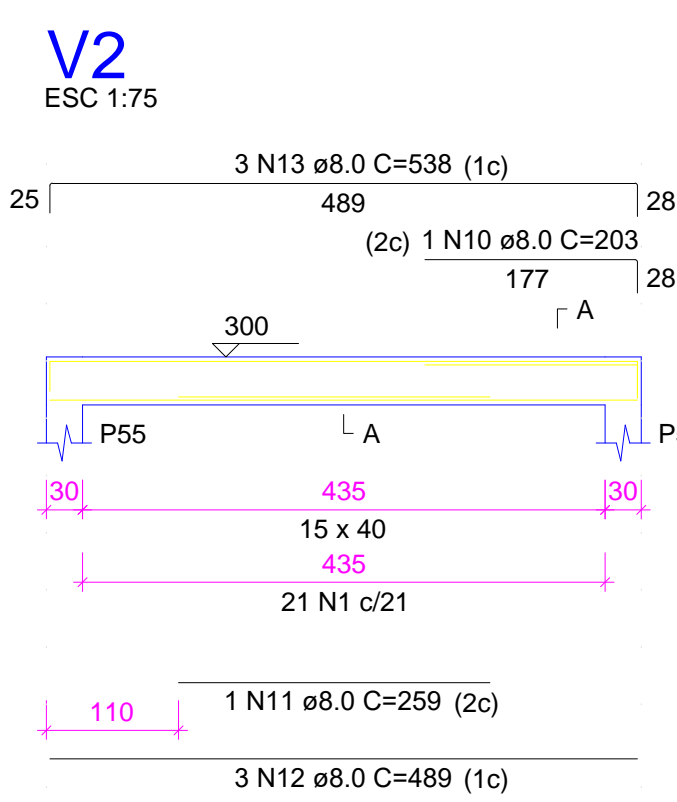 V2
ESC 1:75
3 N13 ø8.0 C=538 (1c)
25 489 28
(2c) 1 N10 ø8.0 C=203
177 28
A
300
P55 A
30 435 30
15 x 40
435
21 N1 c/21
1 N11 ø8.0 C=259 (2c)
110
3 N12 ø8.0 C=489 (1c)